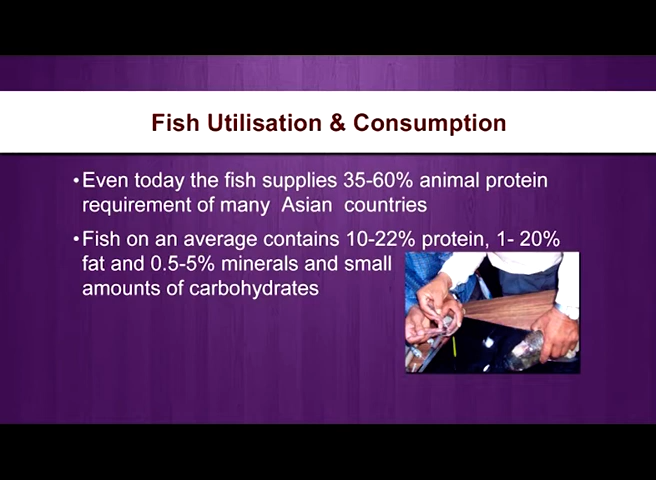 Fish Utilisation & Consumption
•Even today the fish supplies 35-60% animal protein
requirement of many Asian countries
•Fish on an average contains 10-22% protein, 1- 20%
fat and 0.5-5% minerals and small
amounts of carbohydrates